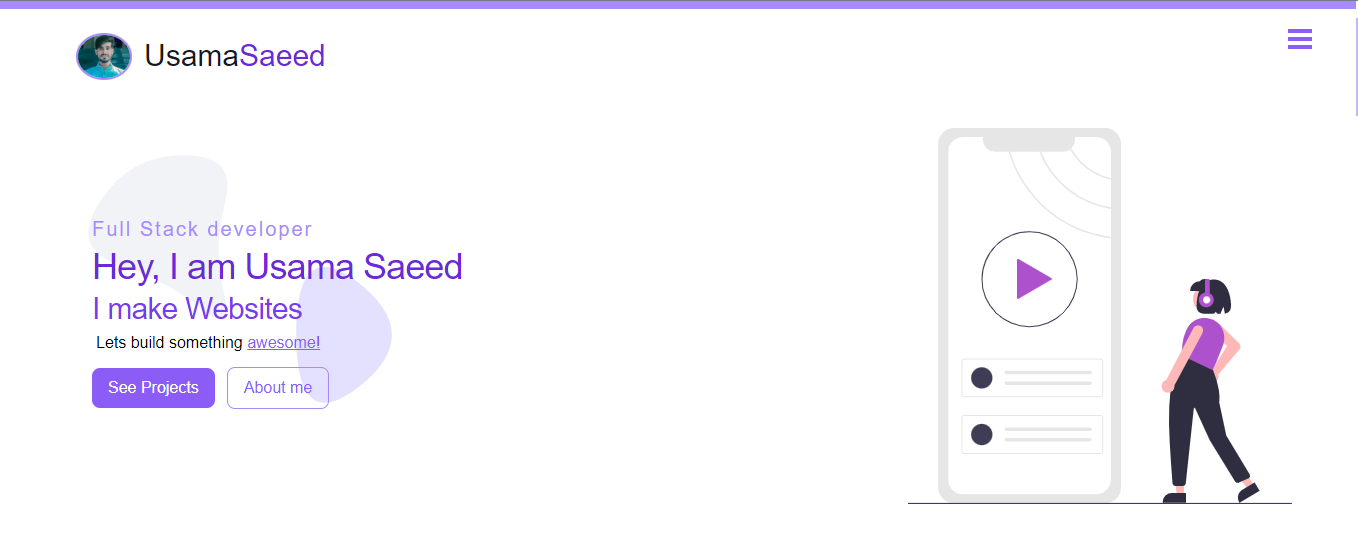 UsamaSaeed
Full Stack developer
Hey, I am Usama Saeed
I make Websites
Lets build something awesome!
See Projects About me